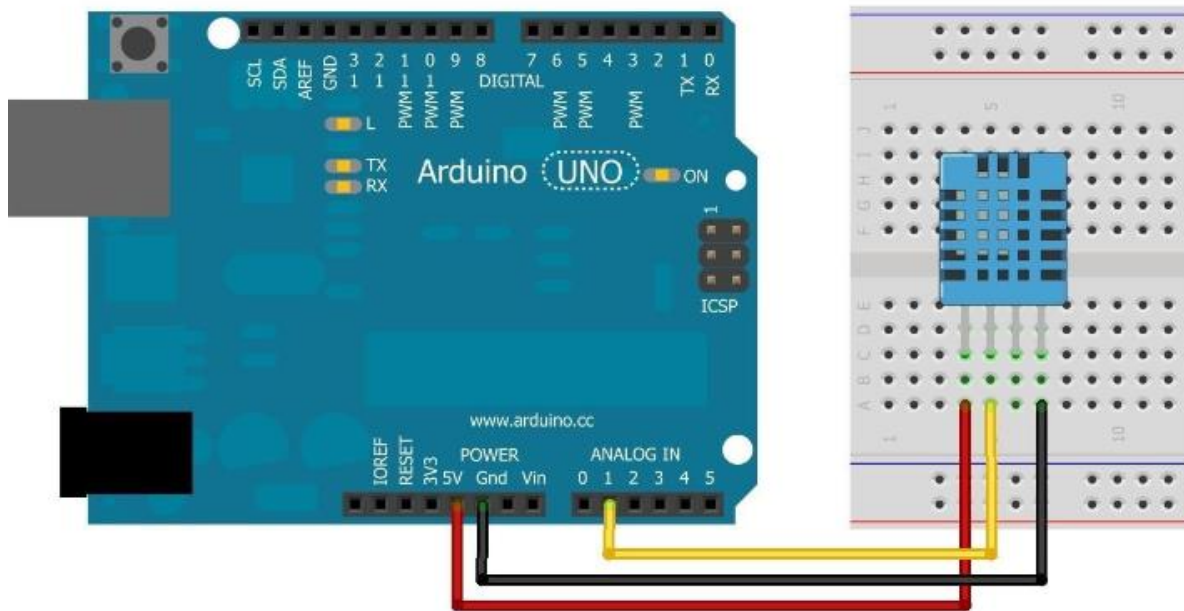 SCL
SDA
AREF
GND
13
12
11
10
9
8
7
6
5
4
3
2
1
0
PWM
PWM
PWM
DIGITAL
PWM
PWM
PWM
TX
RX
L
TX
RX
Arduino UNO
ON
1
ICSP
www.arduino.cc
POWER
ANALOG IN
IOREF
RESET
3V3
5V
Gnd
Vin
0 1 2 3 4 5
1 5 10
J
I
H
G
F
E
D
C
B
A
1 10